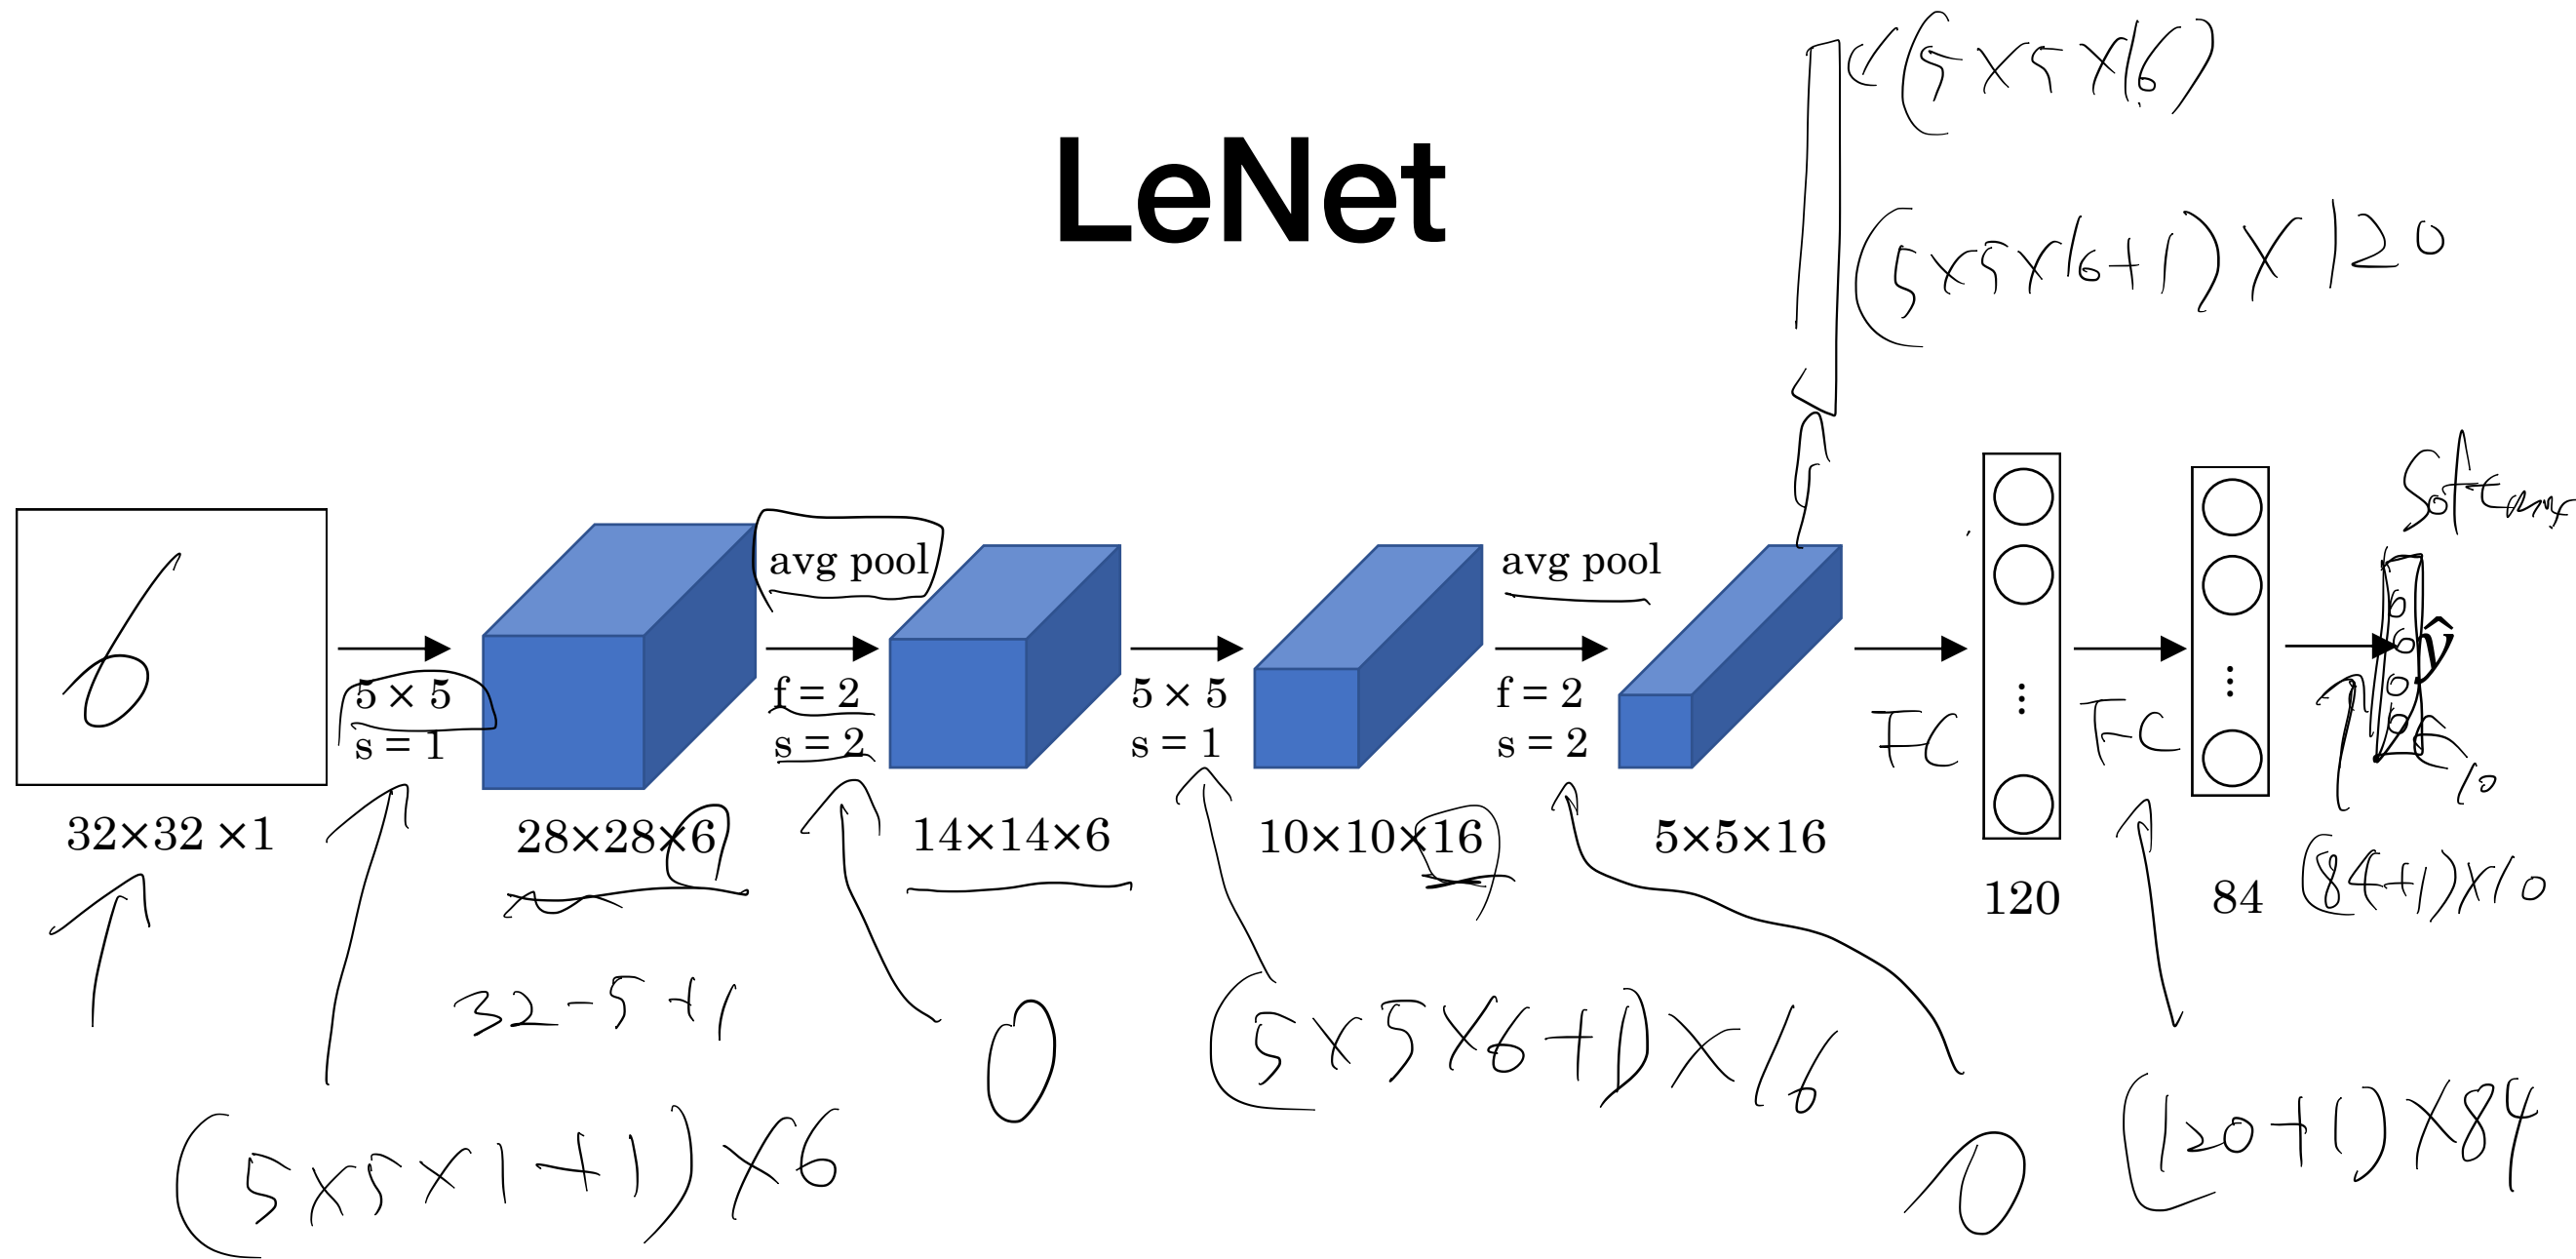 (5×5×16)
LeNet
(5×5×16+1)×120
Softmax
avg pool
avg pool
6
5 × 5
s = 1
f = 2
s = 2
5 × 5
s = 1
f = 2
s = 2
FC
FC
ŷ
10
32×32 ×1
28×28×6
14×14×6
10×10×16
5×5×16
120
84
(84+1)×10
32-5+1
0
(5×5×6+1)×16
0
(120+1)×84
(5×5×1+1)×6